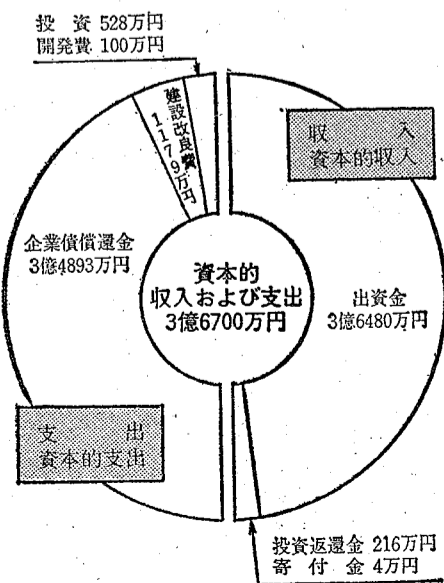 投資 528万円
開発費 100万円
建設改良費
1179万円
収入
資本的収入
企業債償還金
3億4893万円
資本的
収入および支出
3億6700万円
出資金
3億6480万円
支出
資本的支出
投資返還金 216万円
寄付金 4万円